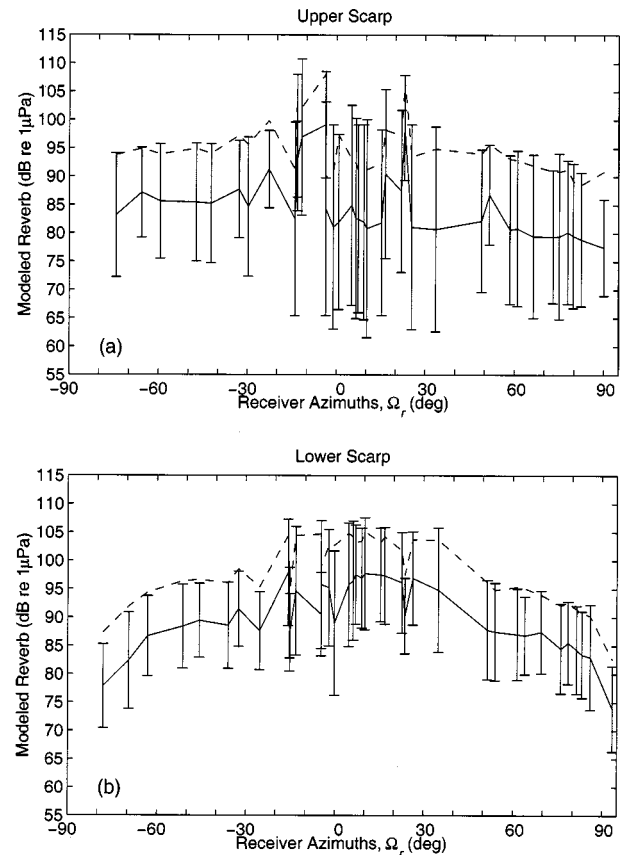 Upper Scarp
Modeled Reverb (dB re 1μPa)
115
110
105
100
95
90
85
80
75
70
65
60
55
(a)
-90 -60 -30 0 30 60 90
Receiver Azimuths, Ωr (deg)
Lower Scarp
Modeled Reverb (dB re 1μPa)
115
110
105
100
95
90
85
80
75
70
65
60
55
(b)
-90 -60 -30 0 30 60 90
Receiver Azimuths, Ωr (deg)